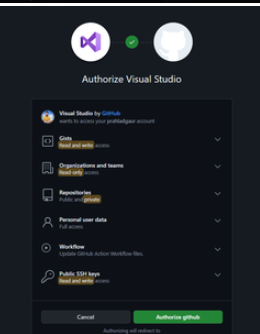 Authorize Visual Studio
Visual Studio by GitHub
wants to access your prahladgaur account
Gists
Read and write access
Organizations and teams
Read-only access
Repositories
Public and private
Personal user data
Full access
Workflow
Update GitHub Action Workflow files.
Public SSH keys
Read and write access
Cancel
Authorize github
Authorizing will redirect to